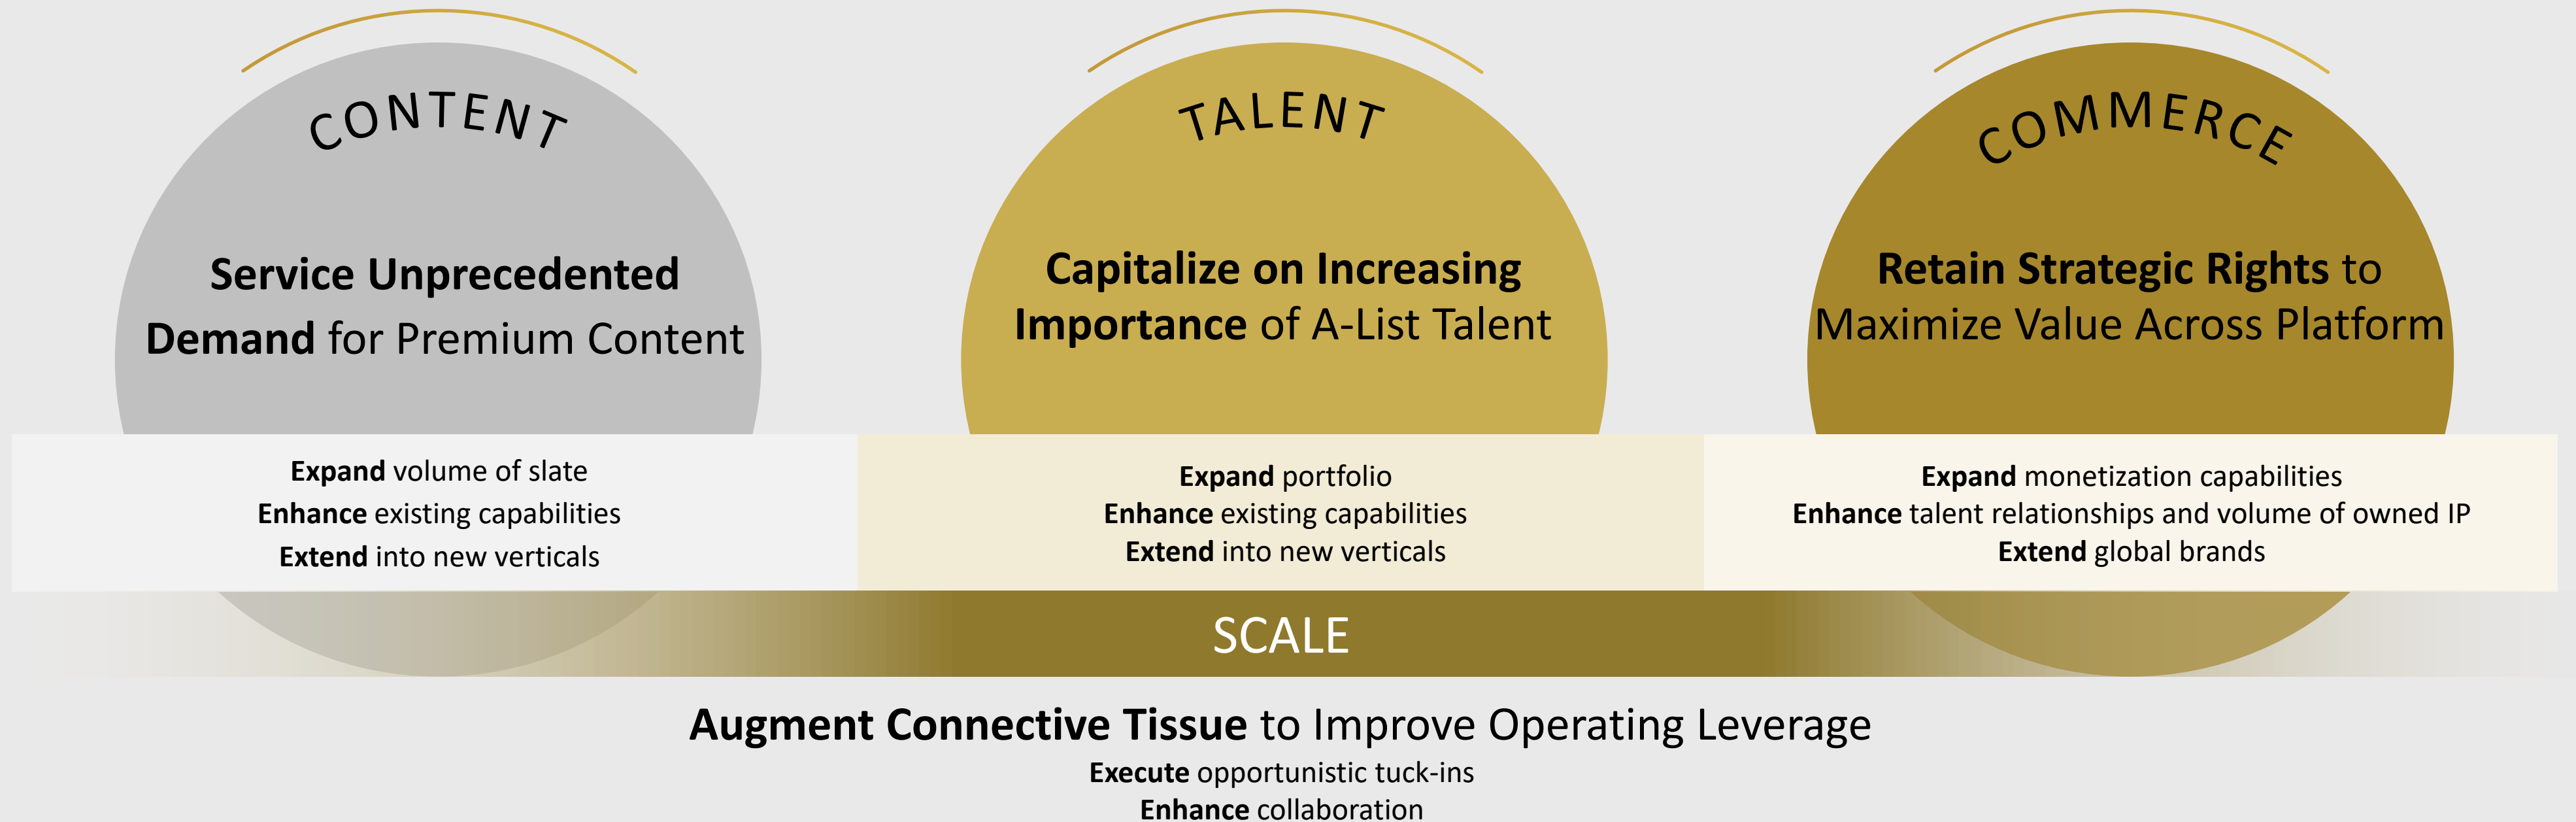 CONTENT
Service Unprecedented
Demand for Premium Content
Expand volume of slate
Enhance existing capabilities
Extend into new verticals
TALENT
Capitalize on Increasing
Importance of A-List Talent
Expand portfolio
Enhance existing capabilities
Extend into new verticals
COMMERCE
Retain Strategic Rights to
Maximize Value Across Platform
Expand monetization capabilities
Enhance talent relationships and volume of owned IP
Extend global brands
SCALE
Augment Connective Tissue to Improve Operating Leverage
Execute opportunistic tuck-ins
Enhance collaboration